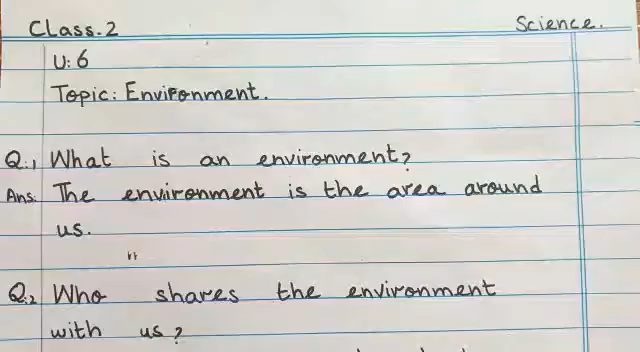 Class.2 Science.
U:6
Topic: Environment.
Q.1 What is an environment?
Ans: The environment is the area around
us.
Q.2 Who shares the environment
with us?